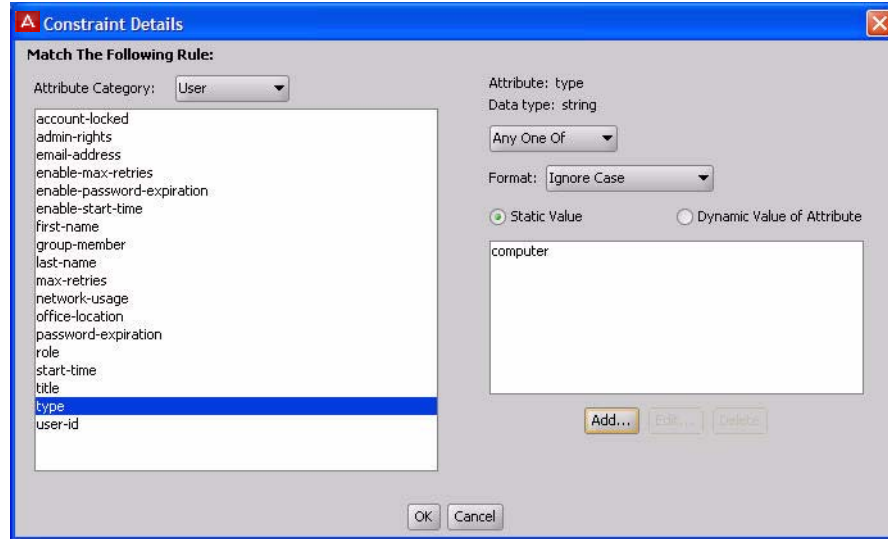 Constraint Details
Match The Following Rule:
Attribute Category: User
account-locked
admin-rights
email-address
enable-max-retries
enable-password-expiration
enable-start-time
first-name
group-member
last-name
max-retries
network-usage
office-location
password-expiration
role
start-time
title
type
user-id
Attribute: type
Data type: string
Any One Of
Format: Ignore Case
Static Value Dynamic Value of Attribute
computer
Add... Edit... Delete
OK Cancel